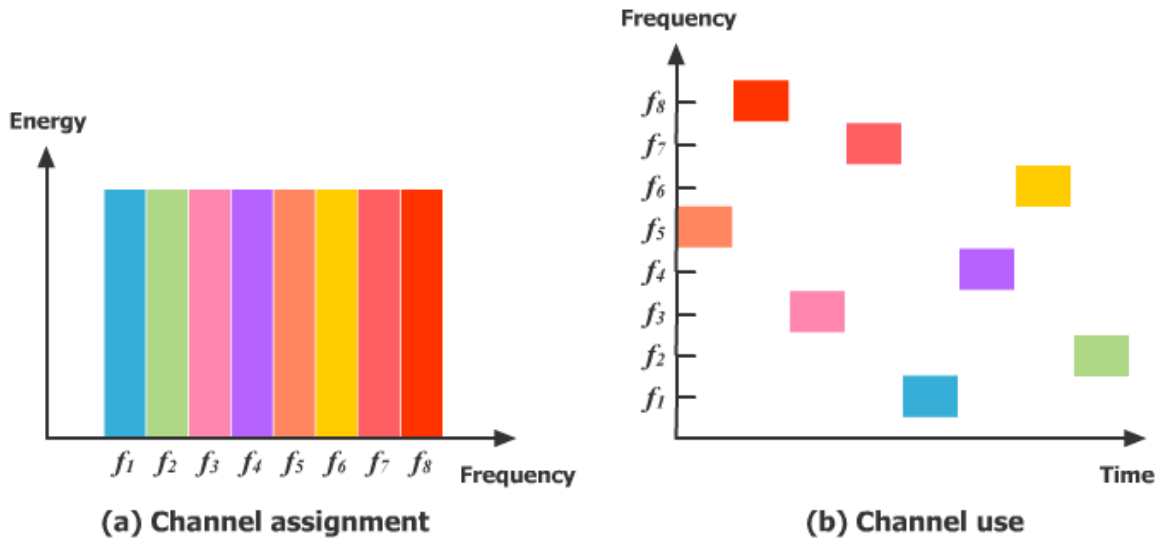 Energy
f1 f2 f3 f4 f5 f6 f7 f8
Frequency
(a) Channel assignment
Frequency
f8
f7
f6
f5
f4
f3
f2
f1
Time
(b) Channel use